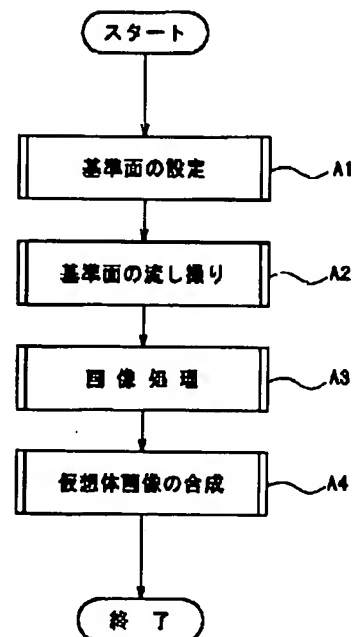 スタート
基準面の設定 A1
基準面の流し撮り A2
画像処理 A3
仮想体画像の合成 A4
終了